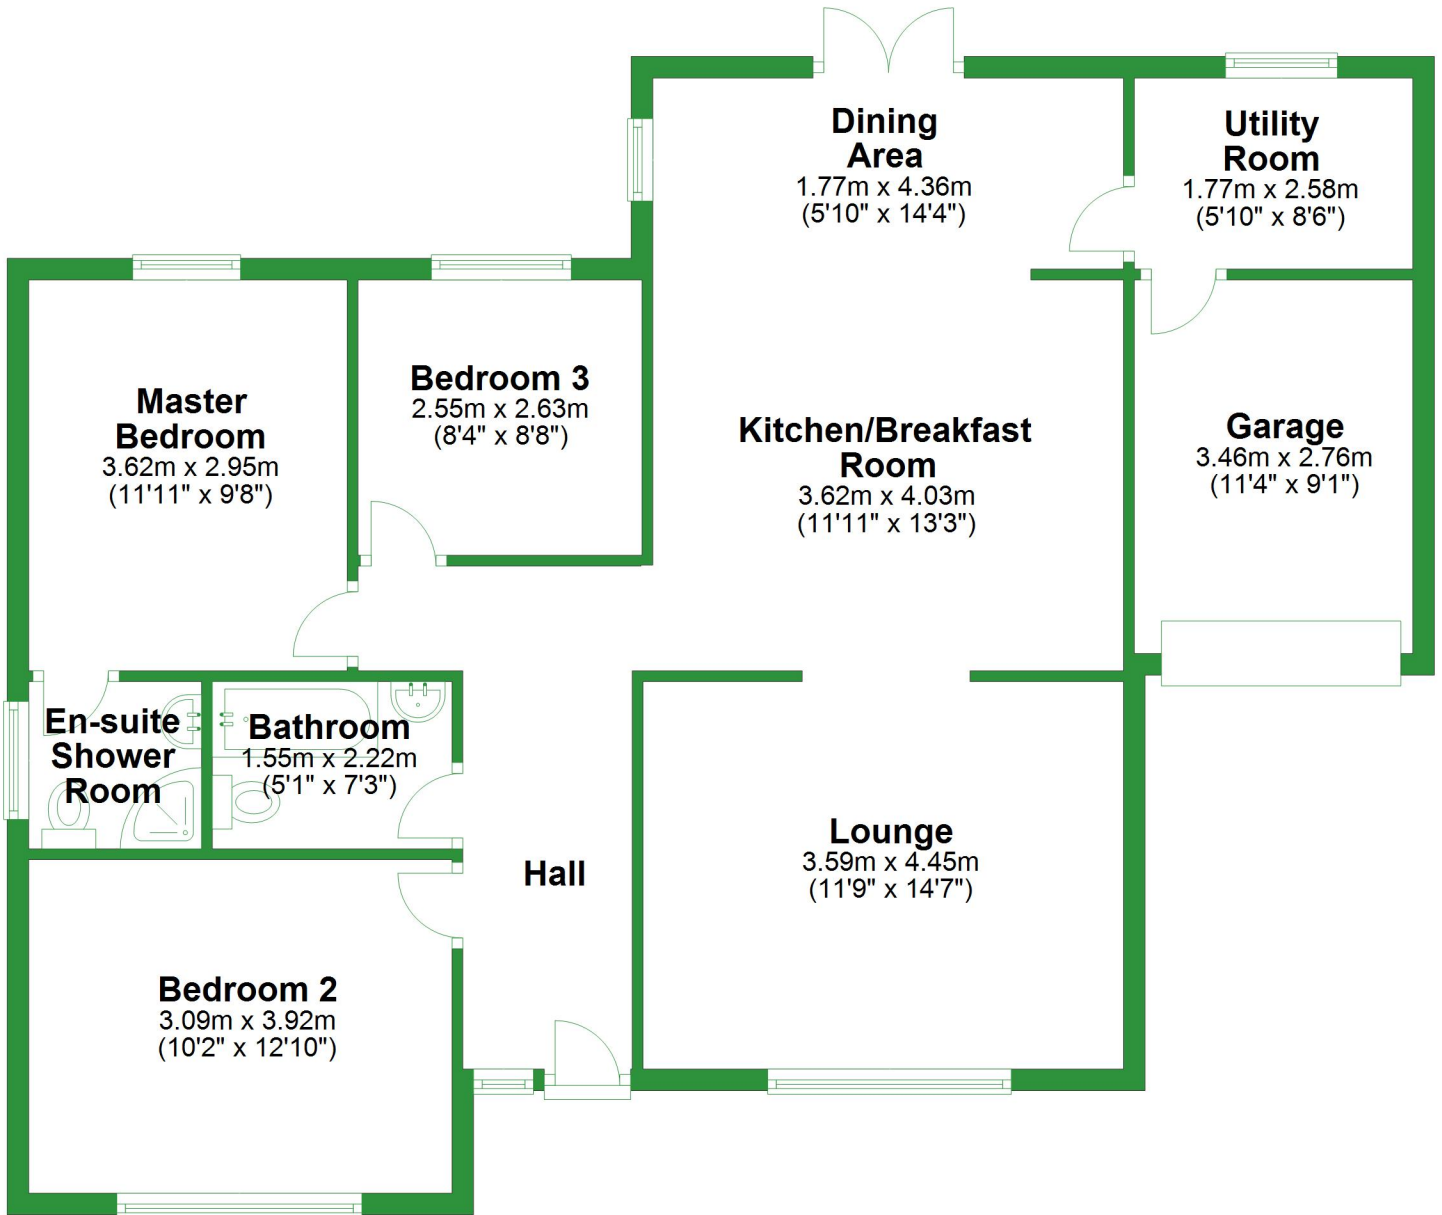 Dining
Area
1.77m x 4.36m
(5'10" x 14'4")
Utility
Room
1.77m x 2.58m
(5'10" x 8'6")
Master
Bedroom
3.62m x 2.95m
(11'11" x 9'8")
Bedroom 3
2.55m x 2.63m
(8'4" x 8'8")
Kitchen/Breakfast
Room
3.62m x 4.03m
(11'11" x 13'3")
Garage
3.46m x 2.76m
(11'4" x 9'1")
En-suite
Shower
Room
Bathroom
1.55m x 2.22m
(5'1" x 7'3")
Hall
Lounge
3.59m x 4.45m
(11'9" x 14'7")
Bedroom 2
3.09m x 3.92m
(10'2" x 12'10")